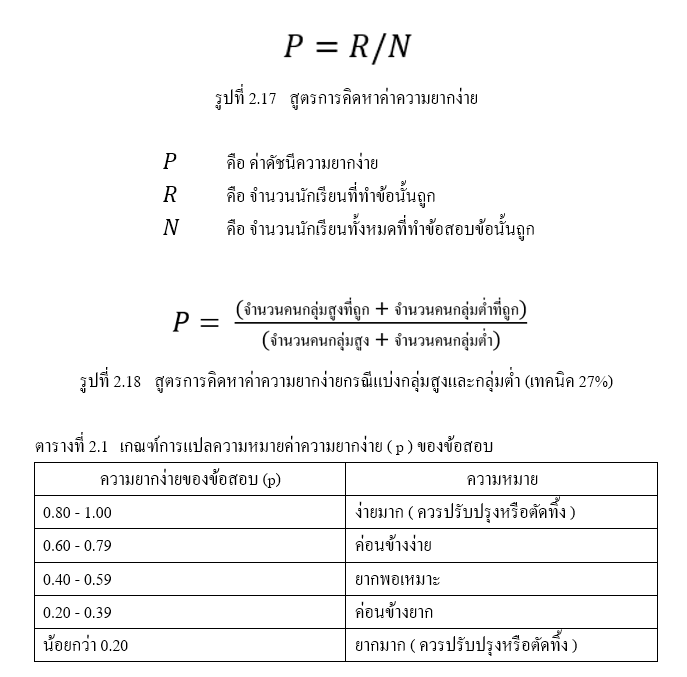 P = R/N
รูปที่ 2.17 สูตรการคิดหาค่าความยากง่าย
P คือ ค่าดัชนีความยากง่าย
R คือ จำนวนนักเรียนที่ทำข้อนั้นถูก
N คือ จำนวนนักเรียนทั้งหมดที่ทำข้อสอบข้อนั้นถูก
P = (จำนวนคนกลุ่มสูงที่ถูก + จำนวนคนกลุ่มต่ำที่ถูก)
(จำนวนคนกลุ่มสูง + จำนวนคนกลุ่มต่ำ)
รูปที่ 2.18 สูตรการคิดหาค่าความยากง่ายกรณีแบ่งกลุ่มสูงและกลุ่มต่ำ (เทคนิค 27%)
ตารางที่ 2.1 เกณฑ์การแปลความหมายค่าความยากง่าย ( p ) ของข้อสอบ
ความยากง่ายของข้อสอบ (p) ความหมาย
0.80 - 1.00 ง่ายมาก ( ควรปรับปรุงหรือตัดทิ้ง )
0.60 - 0.79 ค่อนข้างง่าย
0.40 - 0.59 ยากพอเหมาะ
0.20 - 0.39 ค่อนข้างยาก
น้อยกว่า 0.20 ยากมาก ( ควรปรับปรุงหรือตัดทิ้ง )